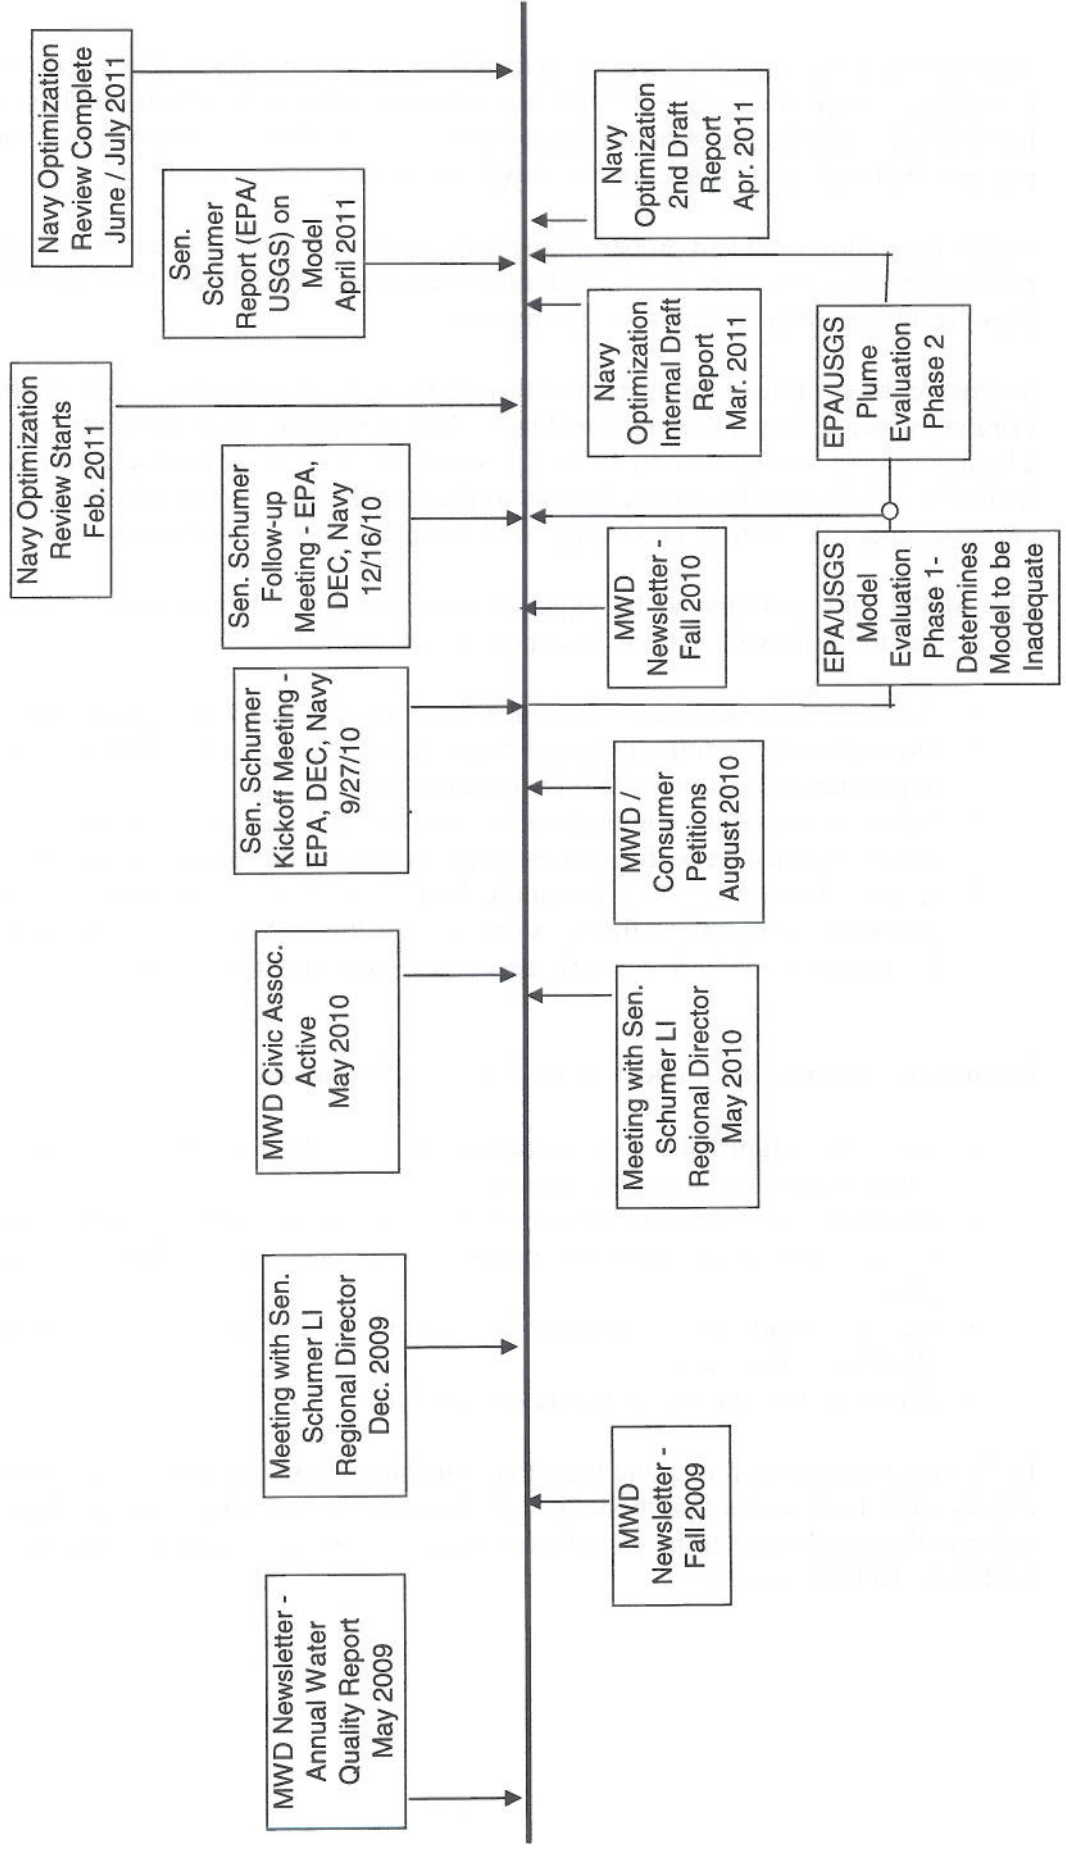 MWD Newsletter -
Annual Water
Quality Report
May 2009
MWD
Newsletter -
Fall 2009
Meeting with Sen.
Schumer LI
Regional Director
Dec. 2009
MWD Civic Assoc.
Active
May 2010
Meeting with Sen.
Schumer LI
Regional Director
May 2010
MWD /
Consumer
Petitions
August 2010
Sen. Schumer
Kickoff Meeting -
EPA, DEC, Navy
9/27/10
MWD
Newsletter -
Fall 2010
EPA/USGS
Model
Evaluation
Phase 1-
Determines
Model to be
Inadequate
Sen. Schumer
Follow-up
Meeting - EPA,
DEC, Navy
12/16/10
Navy Optimization
Review Starts
Feb. 2011
Navy
Optimization
Internal Draft
Report
Mar. 2011
EPA/USGS
Plume
Evaluation
Phase 2
Sen.
Schumer
Report (EPA/
USGS) on
Model
April 2011
Navy
Optimization
2nd Draft
Report
Apr. 2011
Navy Optimization
Review Complete
June / July 2011